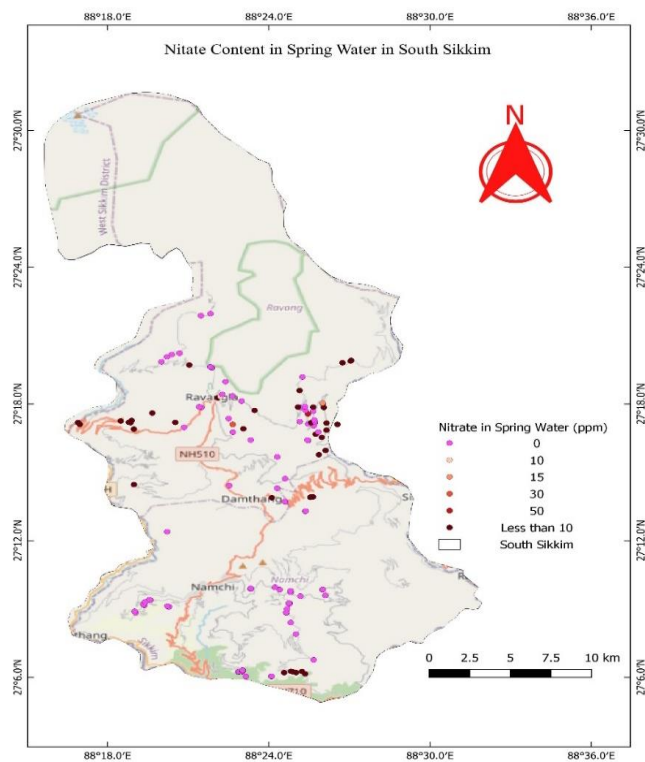 88°18.0'E 88°24.0'E 88°30.0'E 88°36.0'E
Nitate Content in Spring Water in South Sikkim
N
27°30.0'N 27°30.0'N
West Sikkim District
27°24.0'N 27°24.0'N
Ravong
27°18.0'N 27°18.0'N
Ravangla
Nitrate in Spring Water (ppm)
0
10
15
30
50
Less than 10
South Sikkim
NH510
H
Damthang
Si
27°12.0'N 27°12.0'N
Namchi
Namchi
R
hang
Sikkim
0 2.5 5 7.5 10 km
27°6.0'N 27°6.0'N
710
88°18.0'E 88°24.0'E 88°30.0'E 88°36.0'E